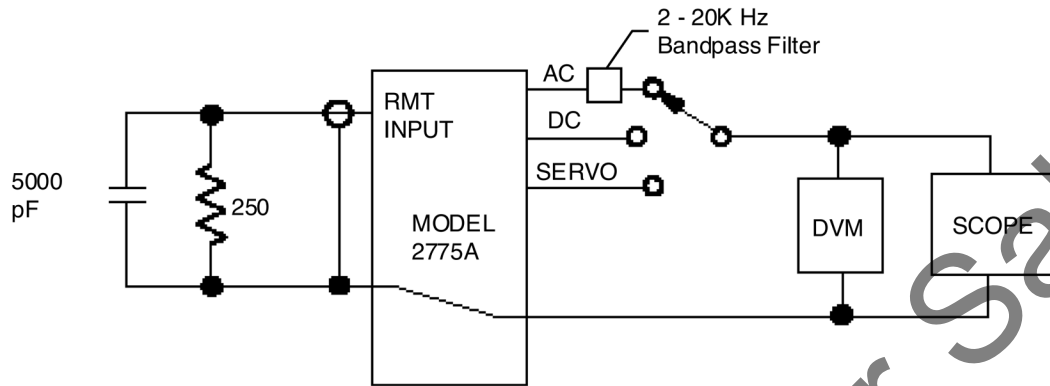 2 - 20K Hz
Bandpass Filter
AC
RMT
INPUT
DC
5000
pF
SERVO
250
MODEL
2775A
DVM
SCOPE